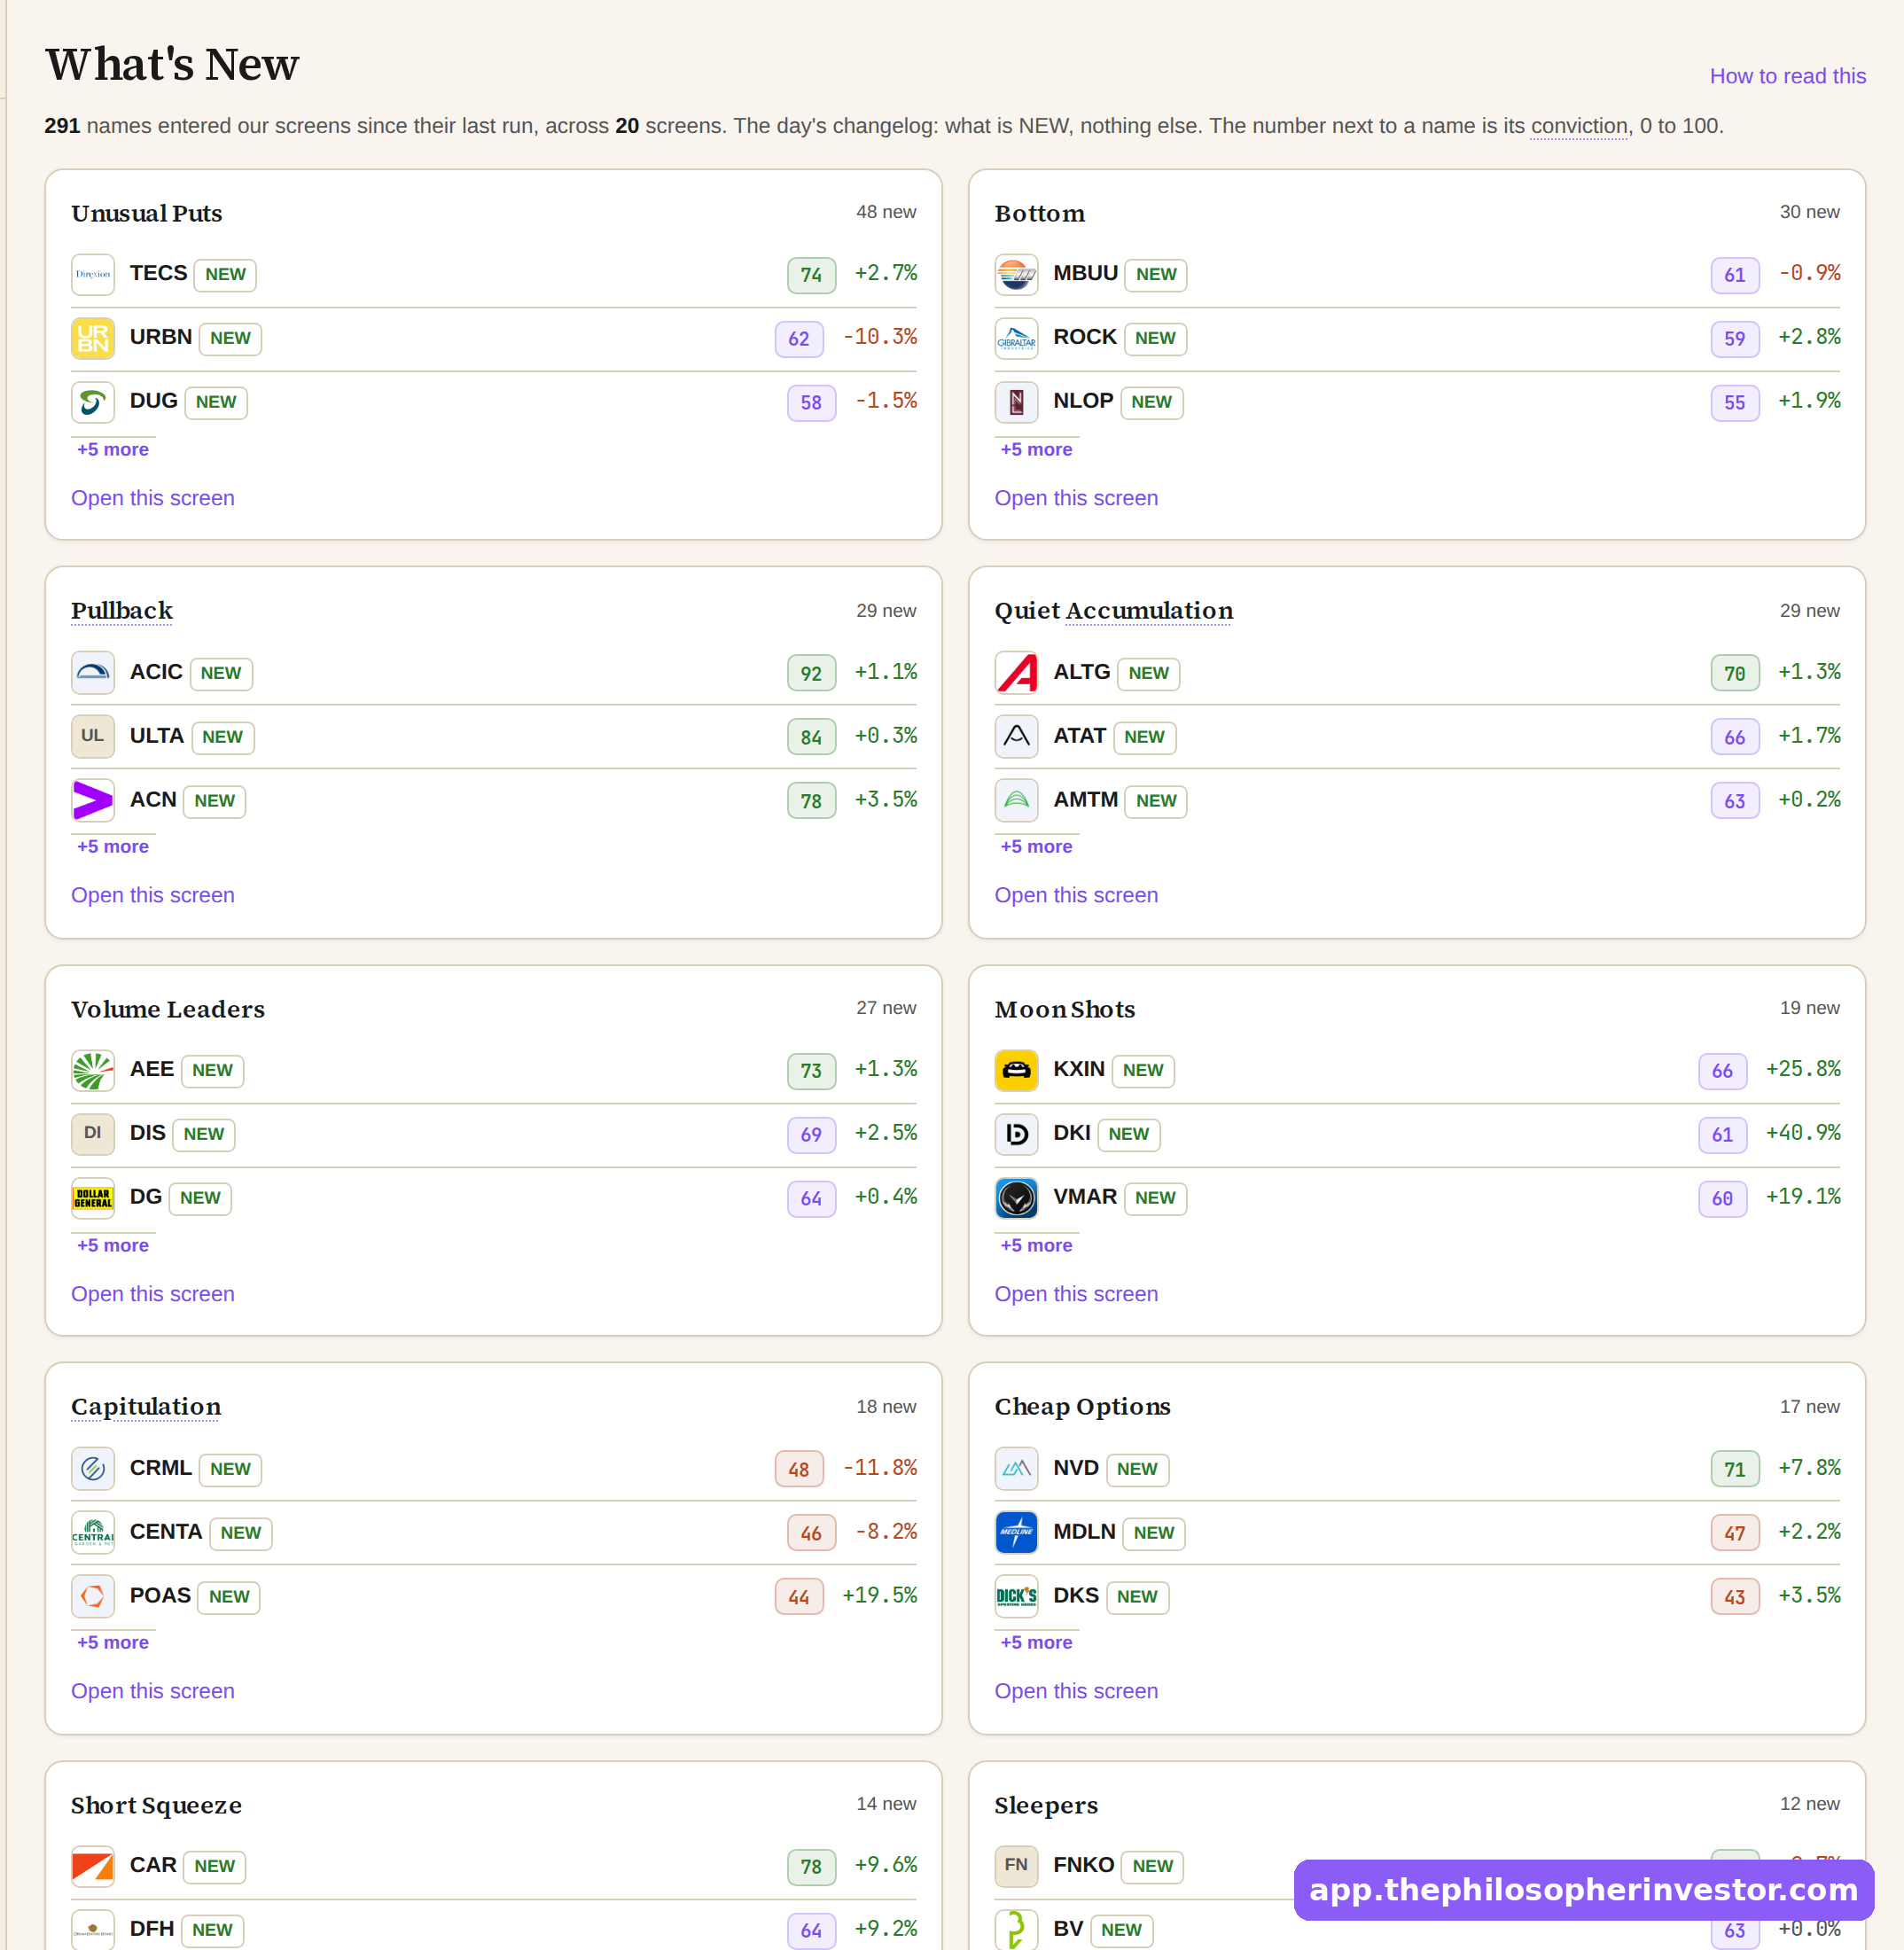 What's New
How to read this
291 names entered our screens since their last run, across 20 screens. The day's changelog: what is NEW, nothing else. The number next to a name is its conviction, 0 to 100.
Unusual Puts 48 new
Direxion TECS NEW 74 +2.7%
URBN URBN NEW 62 -10.3%
DUG NEW 58 -1.5%
+5 more
Open this screen
Bottom 30 new
MBUU NEW 61 -0.9%
GIBRALTAR INDUSTRIES ROCK NEW 59 +2.8%
NL NLOP NEW 55 +1.9%
+5 more
Open this screen
Pullback 29 new
ACIC NEW 92 +1.1%
UL ULTA NEW 84 +0.3%
ACN NEW 78 +3.5%
+5 more
Open this screen
Quiet Accumulation 29 new
ALTG NEW 70 +1.3%
ATAT NEW 66 +1.7%
AMTM NEW 63 +0.2%
+5 more
Open this screen
Volume Leaders 27 new
AEE NEW 73 +1.3%
DI DIS NEW 69 +2.5%
DOLLAR GENERAL DG NEW 64 +0.4%
+5 more
Open this screen
Moon Shots 19 new
KXIN NEW 66 +25.8%
DKI NEW 61 +40.9%
VMAR NEW 60 +19.1%
+5 more
Open this screen
Capitulation 18 new
CRML NEW 48 -11.8%
CENTRAL GARDEN & PET CENTA NEW 46 -8.2%
POAS NEW 44 +19.5%
+5 more
Open this screen
Cheap Options 17 new
NVD NEW 71 +7.8%
MEDLINE MDLN NEW 47 +2.2%
DICK'S DKS NEW 43 +3.5%
+5 more
Open this screen
Short Squeeze 14 new
CAR NEW 78 +9.6%
DFH NEW 64 +9.2%
Sleepers 12 new
FN FNKO NEW
BV NEW 63 +0.0%
app.thephilosopherinvestor.com